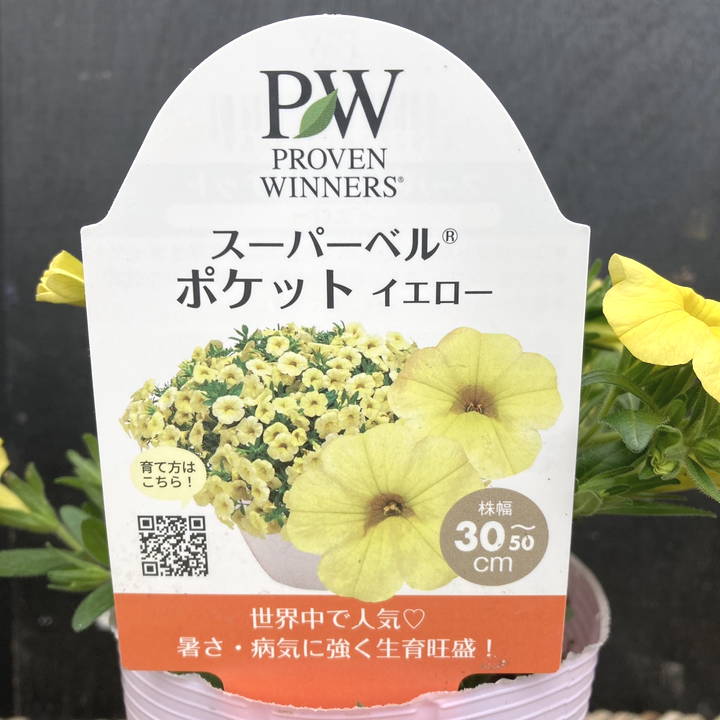 PW
PROVEN
WINNERS®
スーパーベル®
ポケット イエロー
育て方は
こちら！
株幅
30〜50
cm
世界中で人気♡
暑さ・病気に強く生育旺盛！